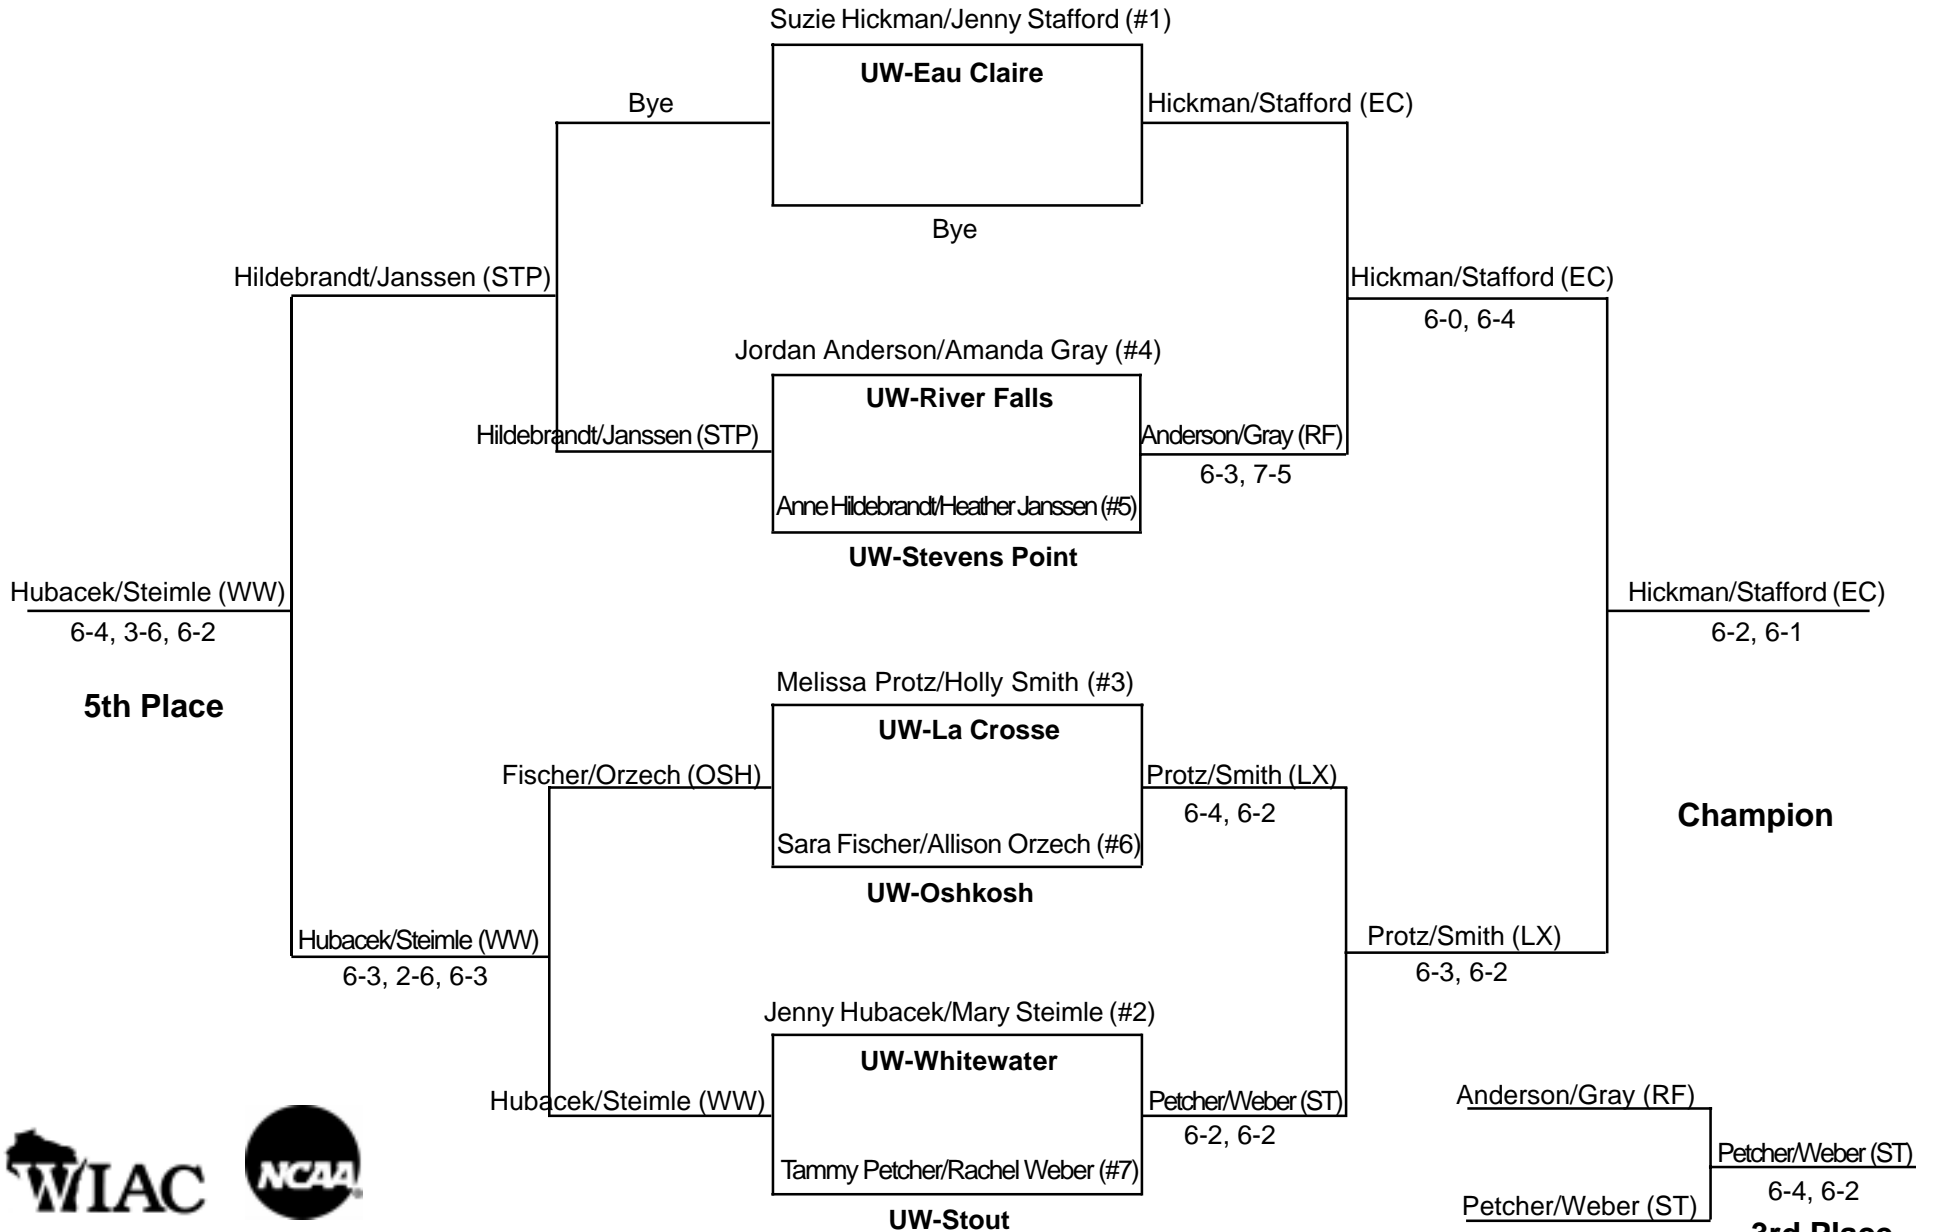 Suzie Hickman/Jenny Stafford (#1)
UW-Eau Claire
Bye
Hickman/Stafford (EC)
Bye
Hildebrandt/Janssen (STP)
Hickman/Stafford (EC)
6-0, 6-4
Jordan Anderson/Amanda Gray (#4)
UW-River Falls
Hildebrandt/Janssen (STP)
Anderson/Gray (RF)
6-3, 7-5
Anne Hildebrandt/Heather Janssen (#5)
UW-Stevens Point
Hubacek/Steimle (WW)
6-4, 3-6, 6-2
Hickman/Stafford (EC)
6-2, 6-1
5th Place
Melissa Protz/Holly Smith (#3)
UW-La Crosse
Fischer/Orzech (OSH)
Protz/Smith (LX)
6-4, 6-2
Champion
Sara Fischer/Allison Orzech (#6)
UW-Oshkosh
Hubacek/Steimle (WW)
6-3, 2-6, 6-3
Protz/Smith (LX)
6-3, 6-2
Jenny Hubacek/Mary Steimle (#2)
UW-Whitewater
Hubacek/Steimle (WW)
Petcher/Weber (ST)
6-2, 6-2
Tammy Petcher/Rachel Weber (#7)
UW-Stout
Anderson/Gray (RF)
Petcher/Weber (ST)
6-4, 6-2
Petcher/Weber (ST)
3rd Place
WIAC
NCAA